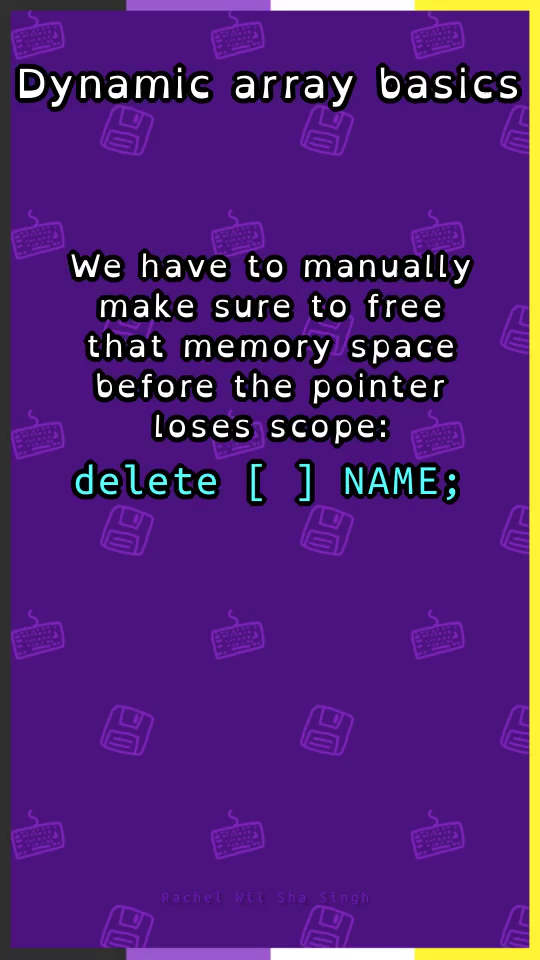 Dynamic array basics
We have to manually
make sure to free
that memory space
before the pointer
loses scope:
delete [ ] NAME;
Rachel Wil Sha Singh